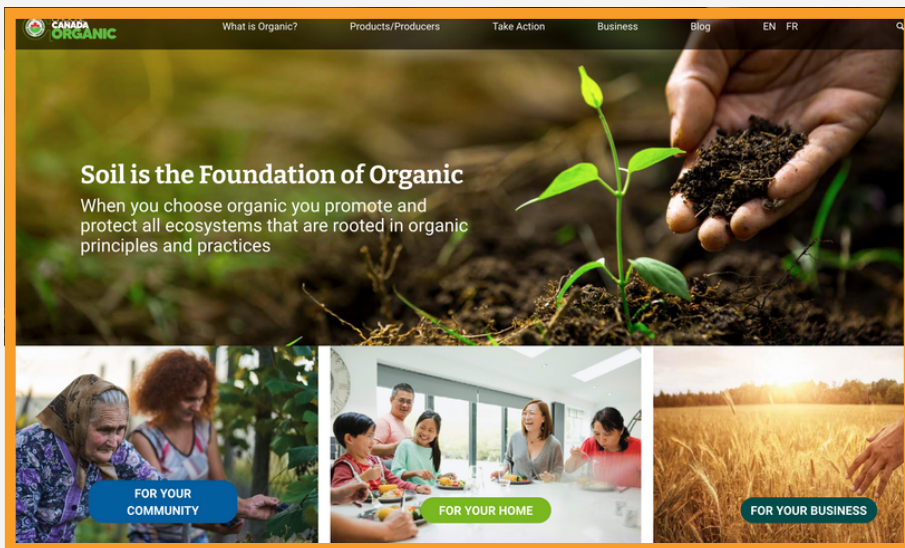 CANADA
ORGANIC
What is Organic? Products/Producers Take Action Business Blog EN FR
Soil is the Foundation of Organic
When you choose organic you promote and
protect all ecosystems that are rooted in organic
principles and practices
FOR YOUR
COMMUNITY
FOR YOUR HOME
FOR YOUR BUSINESS